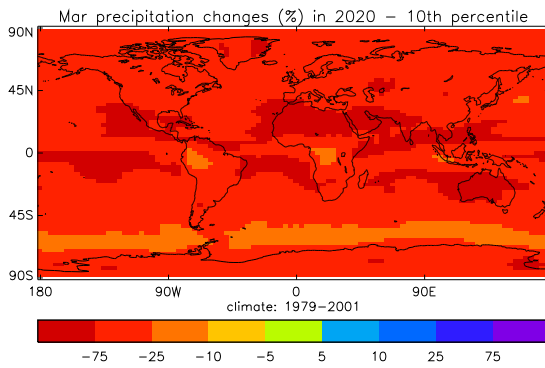 Mar precipitation changes (%) in 2020 - 10th percentile
90N
45N
0
45S
90S
180 90W 0 90E
climate: 1979-2001
-75 -25 -10 -5 5 10 25 75